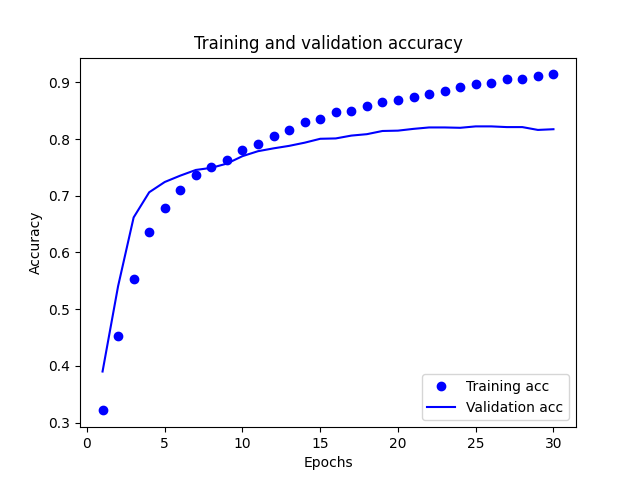 Training and validation accuracy
Accuracy
0.9
0.8
0.7
0.6
0.5
0.4
0.3
Training acc
Validation acc
0 5 10 15 20 25 30
Epochs